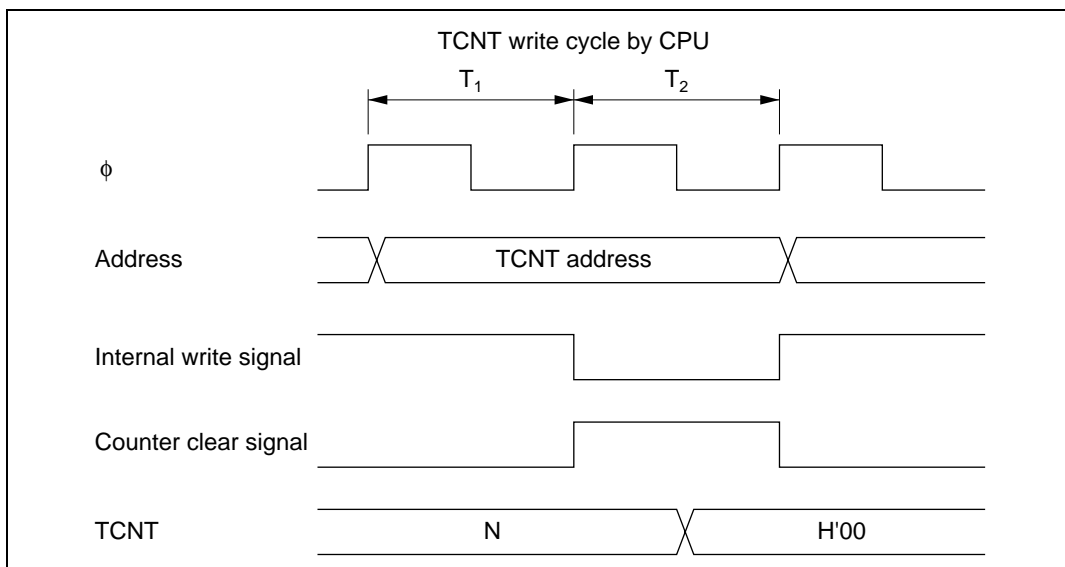 TCNT write cycle by CPU
T1 T2
ϕ
Address TCNT address
Internal write signal
Counter clear signal
TCNT N H'00